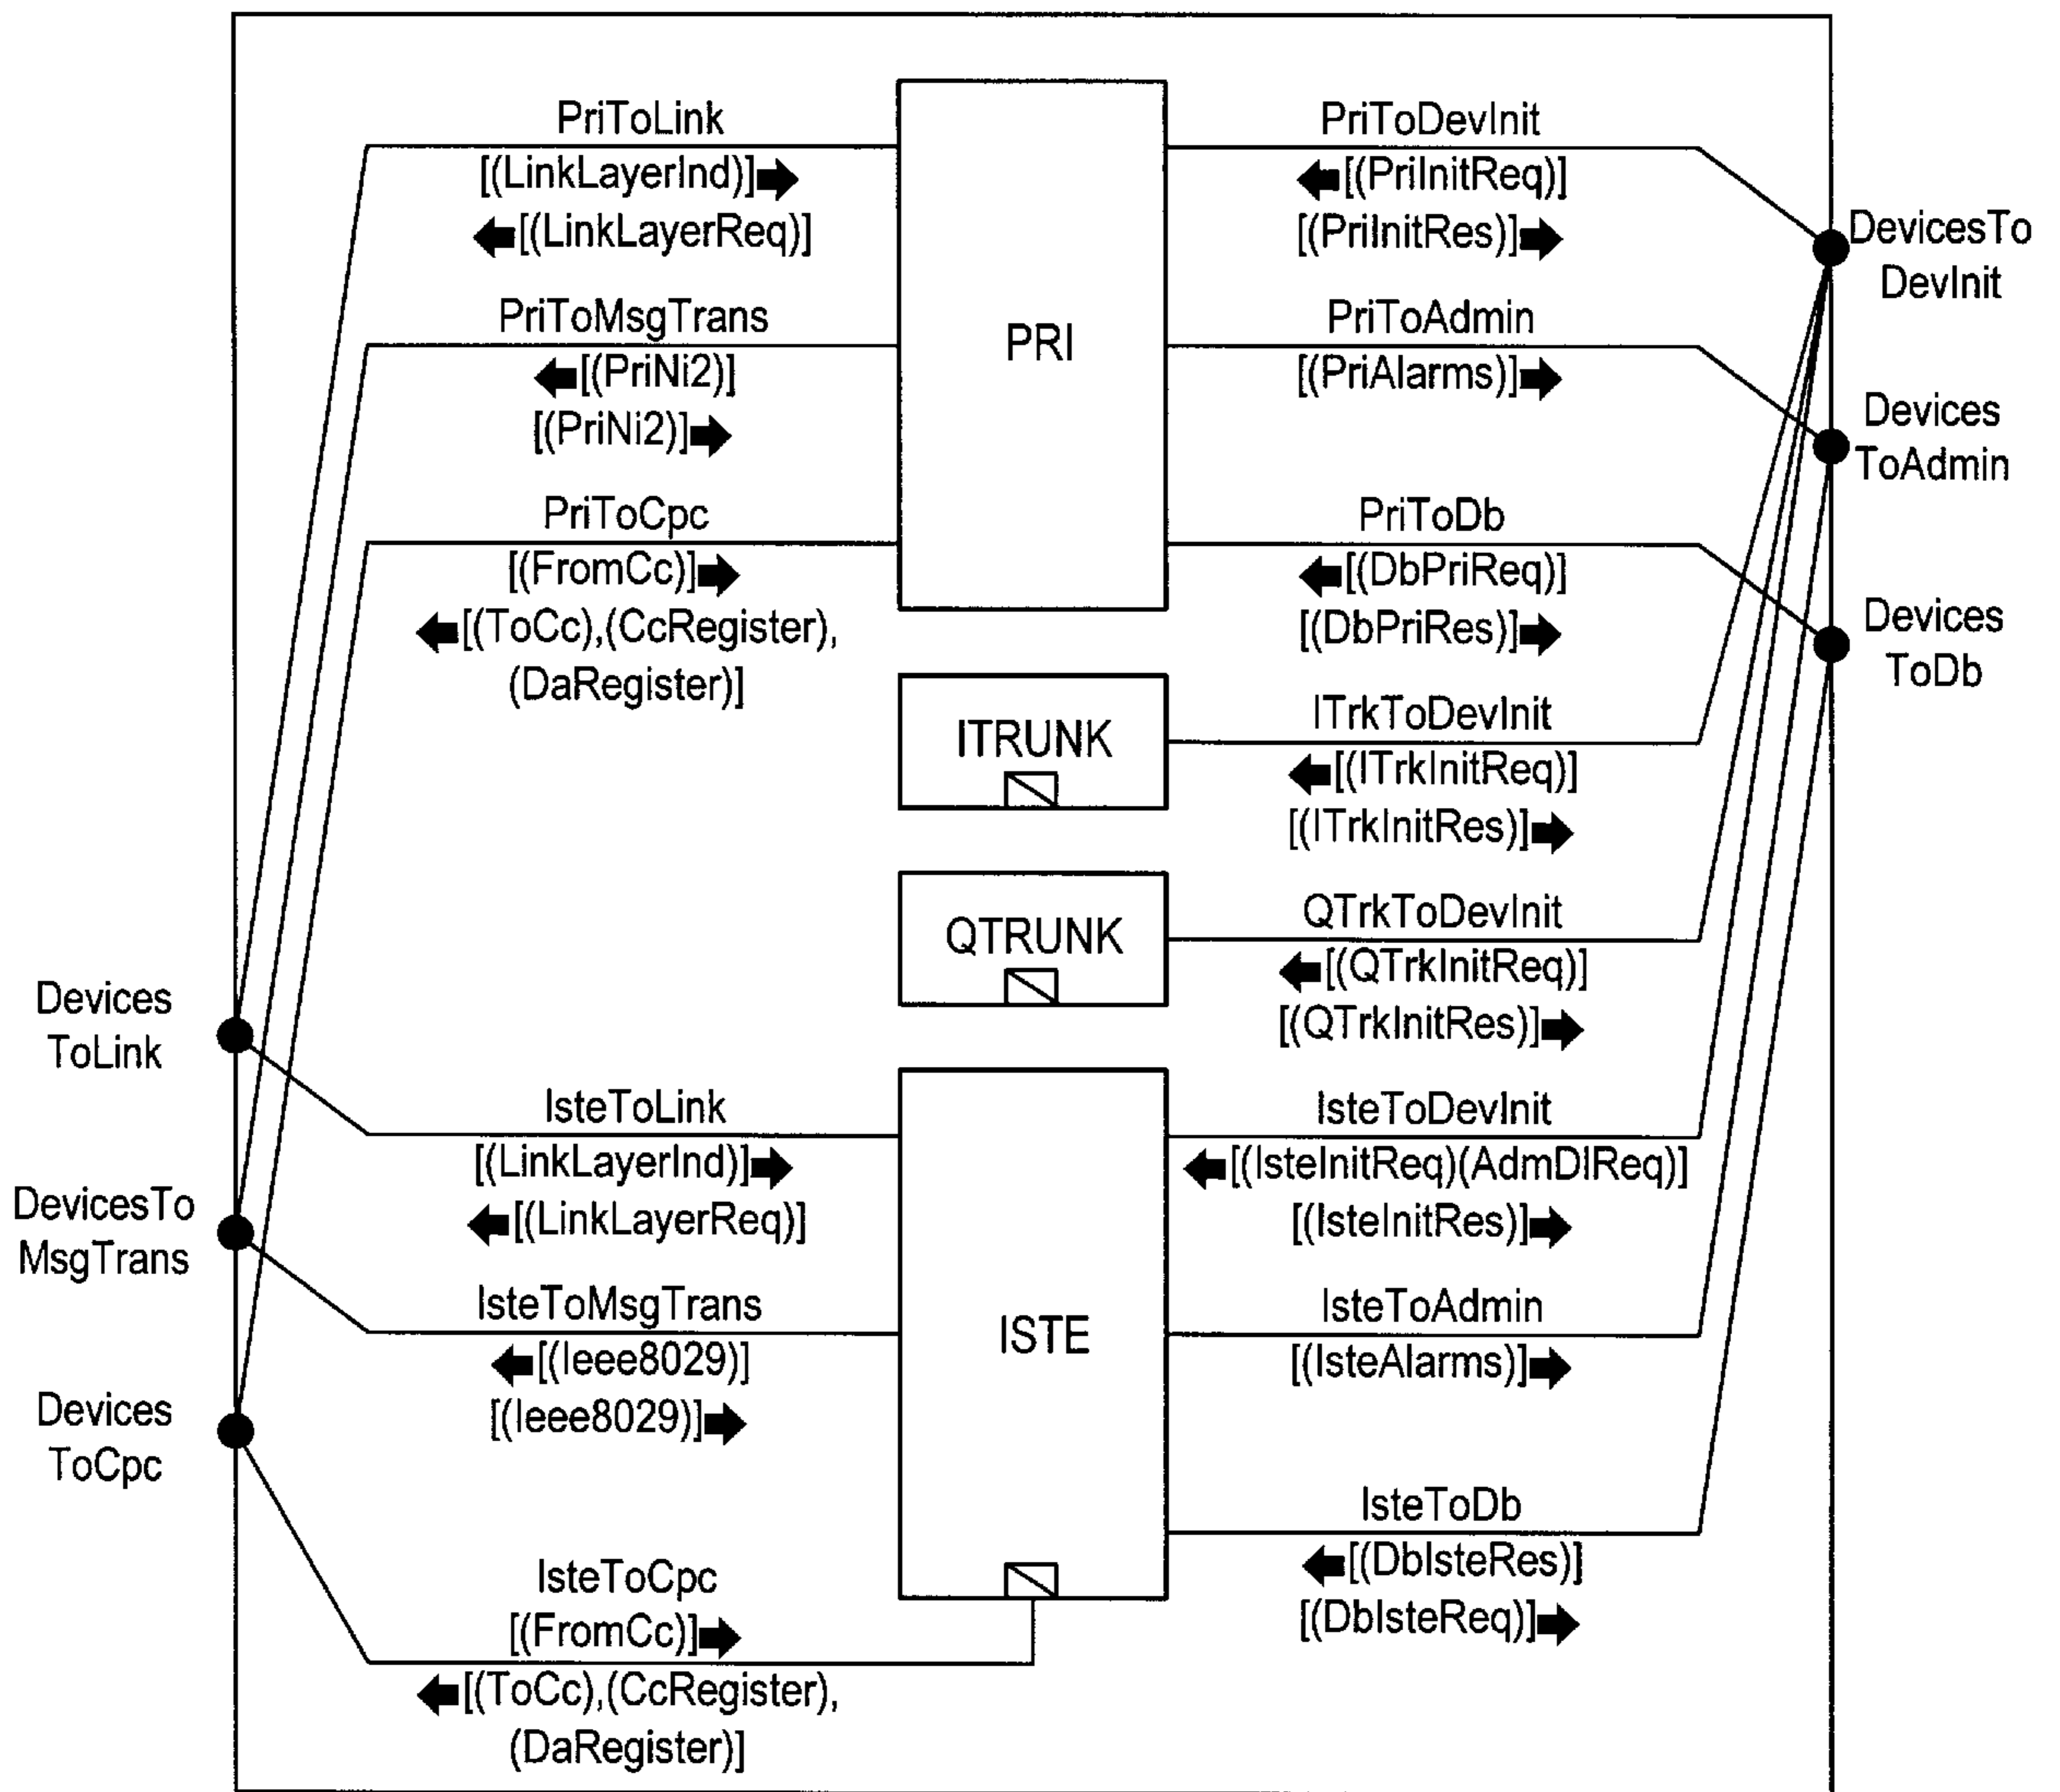 PriToLink
[(LinkLayerInd)]
[(LinkLayerReq)]
PriToMsgTrans
[(PriNi2)]
[(PriNi2)]
PriToCpc
[(FromCc)]
[(ToCc),(CcRegister),
(DaRegister)]
PRI
PriToDevInit
[(PriInitReq)]
[(PriInitRes)]
PriToAdmin
[(PriAlarms)]
PriToDb
[(DbPriReq)]
[(DbPriRes)]
DevicesTo
DevInit
Devices
ToAdmin
Devices
ToDb
ITRUNK
ITrkToDevInit
[(ITrkInitReq)]
[(ITrkInitRes)]
QTRUNK
QTrkToDevInit
[(QTrkInitReq)]
[(QTrkInitRes)]
Devices
ToLink
DevicesTo
MsgTrans
Devices
ToCpc
IsteToLink
[(LinkLayerInd)]
[(LinkLayerReq)]
IsteToMsgTrans
[(Ieee8029)]
[(Ieee8029)]
IsteToCpc
[(FromCc)]
[(ToCc),(CcRegister),
(DaRegister)]
ISTE
IsteToDevInit
[(IsteInitReq)(AdmDlReq)]
[(IsteInitRes)]
IsteToAdmin
[(IsteAlarms)]
IsteToDb
[(DbIsteRes)]
[(DbIsteReq)]